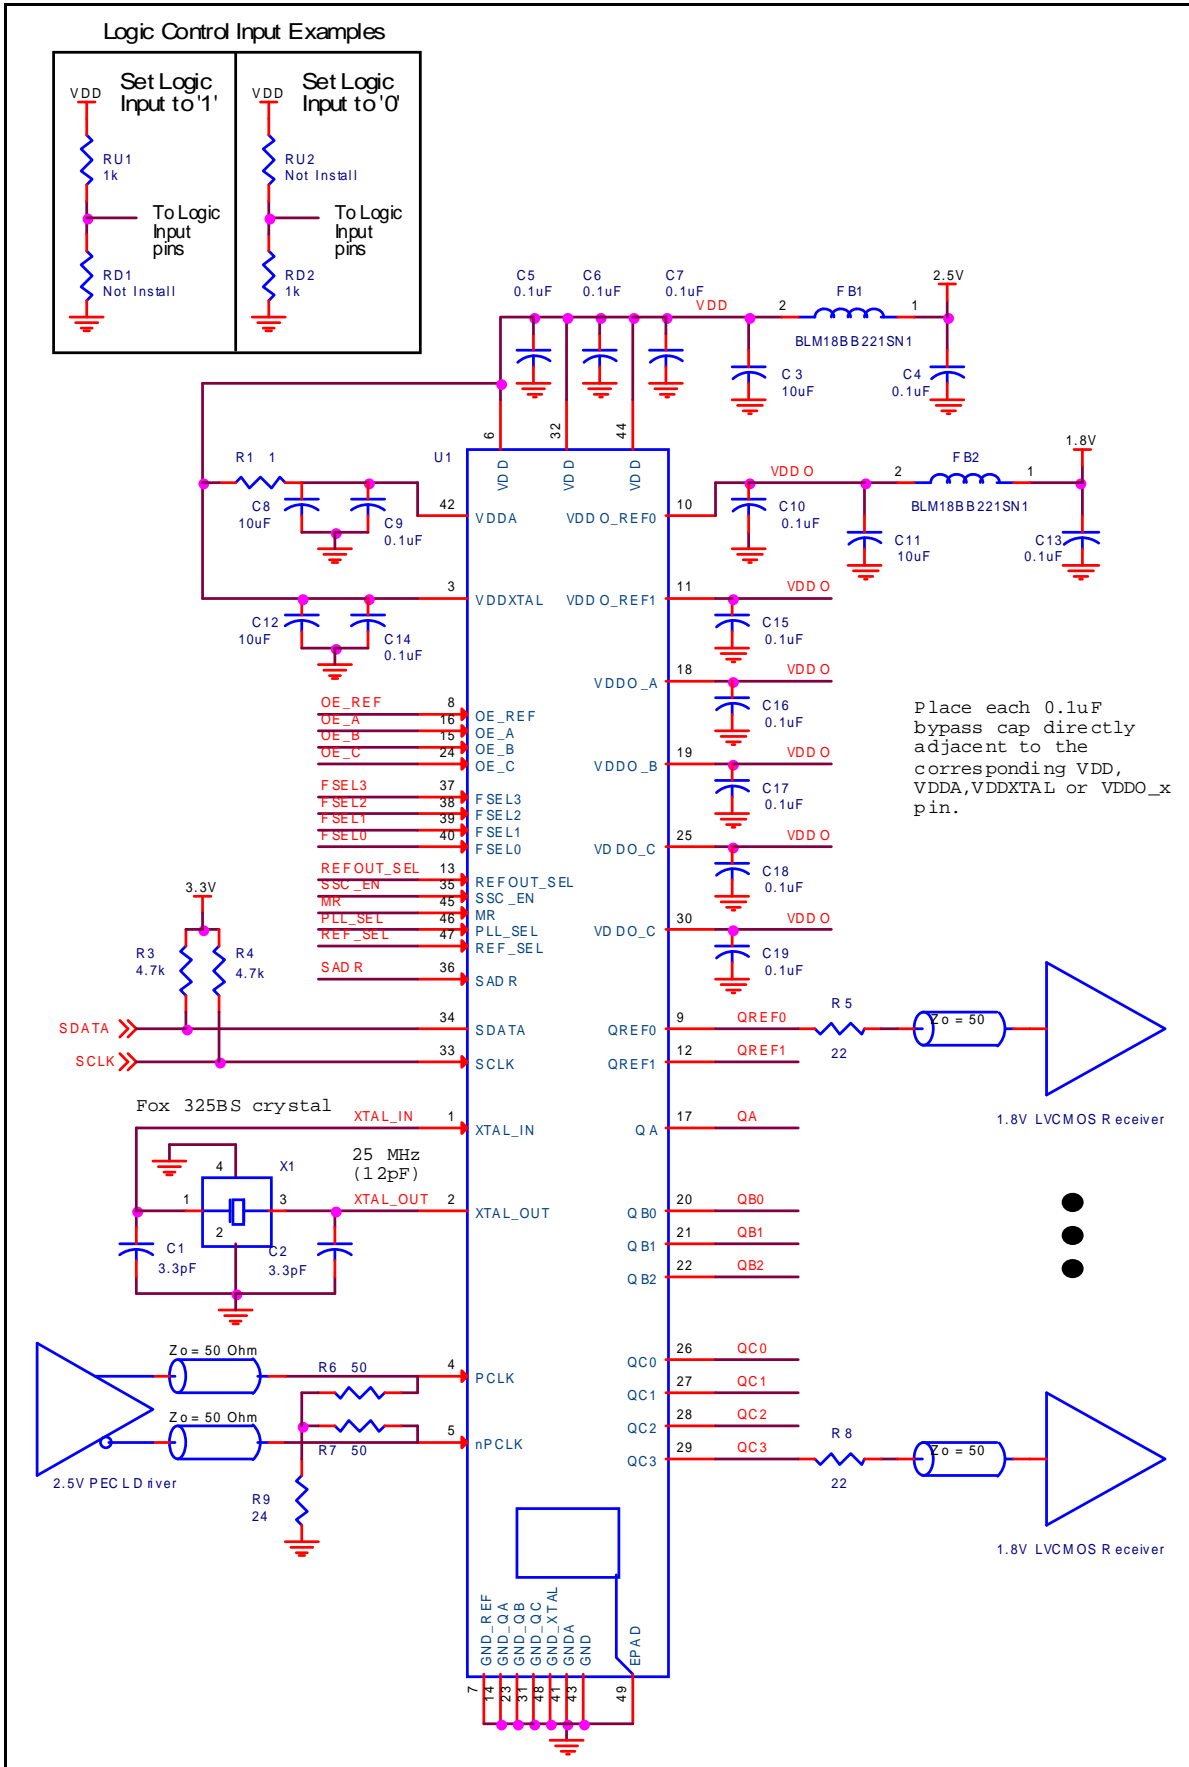 Logic Control Input Examples
Set Logic
Input to '1'
VDD
RU1
1k
To Logic
Input
pins
RD1
Not Install
Set Logic
Input to '0'
VDD
RU2
Not Install
To Logic
Input
pins
RD2
1k
C5
0.1uF
C6
0.1uF
C7
0.1uF
VDD
2
FB1
1
2.5V
BLM18BB221SN1
C3
10uF
C4
0.1uF
6
32
44
VDD
VDD
VDD
U1
R1 1
C8
10uF
C9
0.1uF
42
VDDA
VDDO_REF0
10
VDDO
2
FB2
1
1.8V
BLM18BB221SN1
C10
0.1uF
C11
10uF
C13
0.1uF
3
VDDXTAL
C12
10uF
C14
0.1uF
VDDO_REF1
11
VDDO
C15
0.1uF
VDDO_A
18
VDDO
C16
0.1uF
VDDO_B
19
VDDO
C17
0.1uF
VDDO_C
25
VDDO
C18
0.1uF
VDDO_C
30
VDDO
C19
0.1uF
Place each 0.1uF
bypass cap directly
adjacent to the
corresponding VDD,
VDDA,VDDXTAL or VDDO_x
pin.
OE_REF 8 OE_REF
OE_A 16 OE_A
OE_B 15 OE_B
OE_C 24 OE_C
FSEL3 37 FSEL3
FSEL2 38 FSEL2
FSEL1 39 FSEL1
FSEL0 40 FSEL0
REFOUT_SEL 13 REFOUT_SEL
SSC_EN 35 SSC_EN
MR 45 MR
PLL_SEL 46 PLL_SEL
REF_SEL 47 REF_SEL
SADR 36 SADR
3.3V
R3
4.7k
R4
4.7k
SDATA 34 SDATA
SCLK 33 SCLK
QREF0 9 QREF0
R5
22
Zo = 50
1.8V LVCMOS Receiver
QREF1 12 QREF1
QA 17 QA
QB0 20 QB0
QB1 21 QB1
QB2 22 QB2
QC0 26 QC0
QC1 27 QC1
QC2 28 QC2
QC3 29 QC3
R8
22
Zo = 50
1.8V LVCMOS Receiver
Fox 325BS crystal
XTAL_IN 1 XTAL_IN
25 MHz
(12pF)
4
X1
1
3
2
XTAL_OUT 2 XTAL_OUT
C1
3.3pF
C2
3.3pF
Zo = 50 Ohm
Zo = 50 Ohm
R6 50
R7 50
4
PCLK
5
nPCLK
R9
24
2.5V PECL Driver
GND_REF
GND_QA
GND_QB
GND_QC
GND_XTAL
GNDA
GND
EPAD
7
14
23
31
48
41
43
49